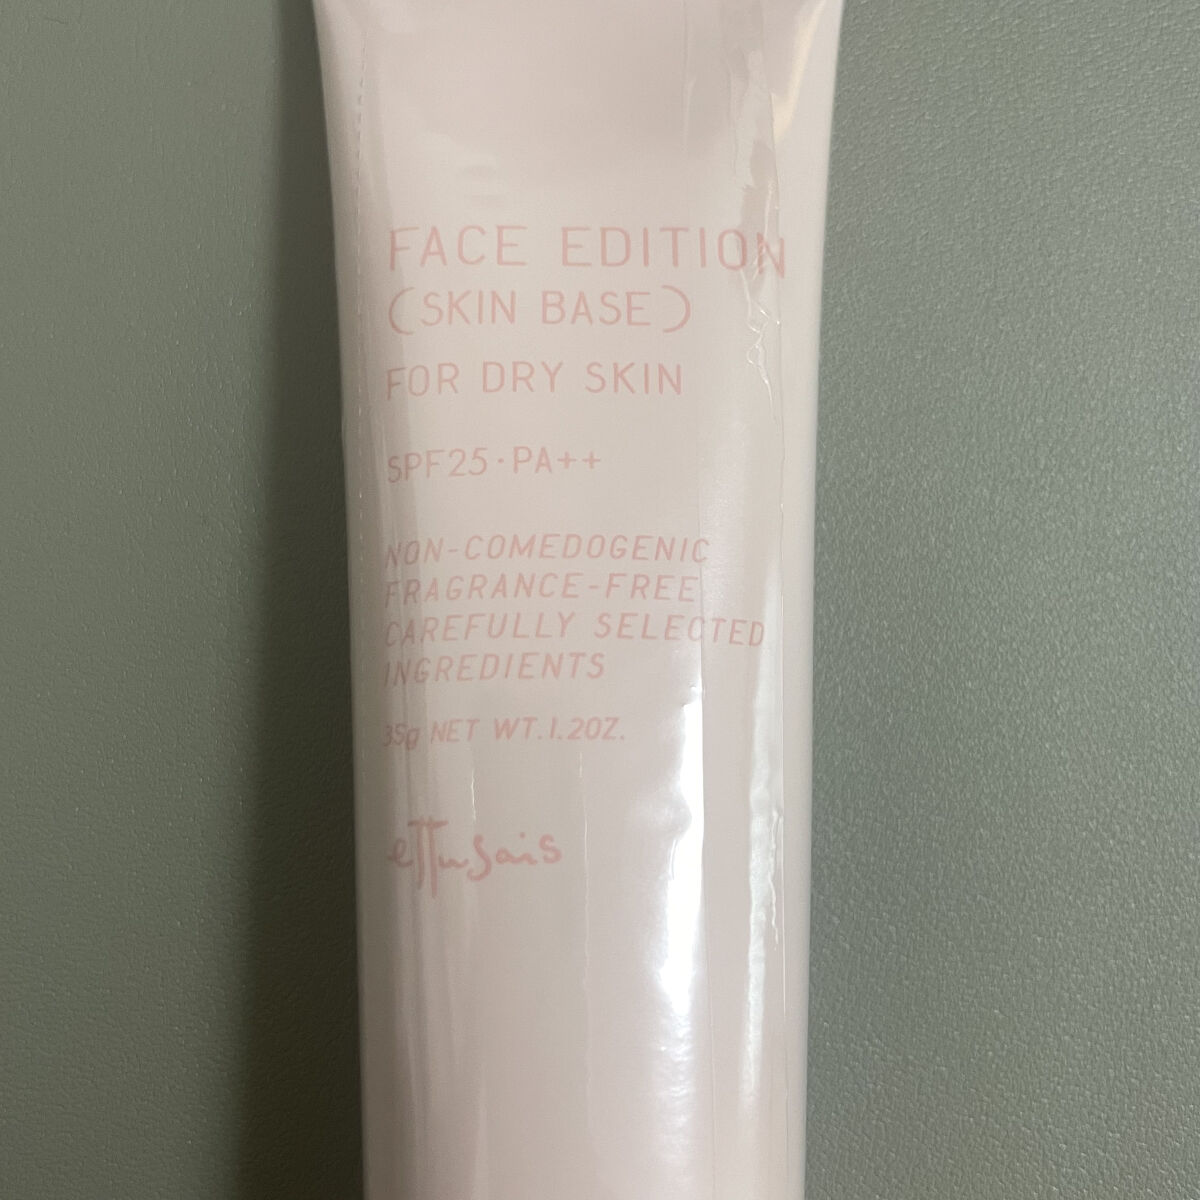 FACE EDITION
(SKIN BASE)
FOR DRY SKIN
SPF25·PA++
NON-COMEDOGENIC
FRAGRANCE-FREE
CAREFULLY SELECTED
INGREDIENTS
35g NET WT.1.2OZ.
ettusais